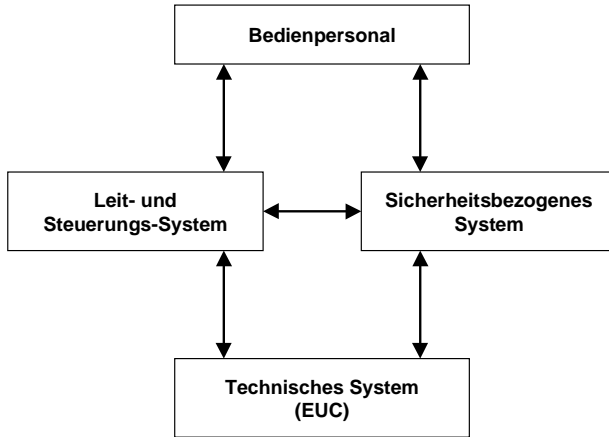 Bedienpersonal
Leit- und
Steuerungs-System
Sicherheitsbezogenes
System
Technisches System
(EUC)